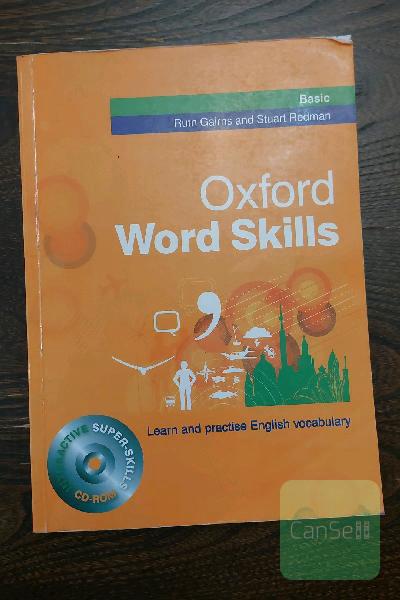 Basic
Ruth Gairns and Stuart Redman
Oxford
Word Skills
Learn and practise English vocabulary
INTERACTIVE SUPER-SKILLS
CD-ROM
CanSell